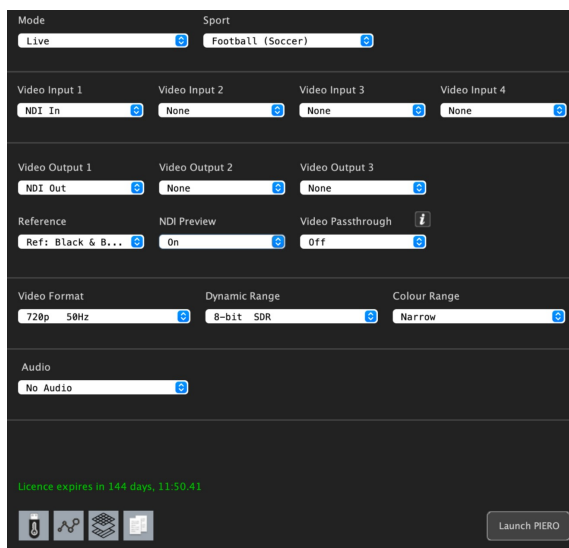 Mode Sport
Live Football (Soccer)
Video Input 1 Video Input 2 Video Input 3 Video Input 4
NDI In None None None
Video Output 1 Video Output 2 Video Output 3
NDI Out None None
Reference NDI Preview Video Passthrough i
Ref: Black & B... On Off
Video Format Dynamic Range Colour Range
720p 50Hz 8-bit SDR Narrow
Audio
No Audio
Licence expires in 144 days, 11:50.41
Launch PIERO